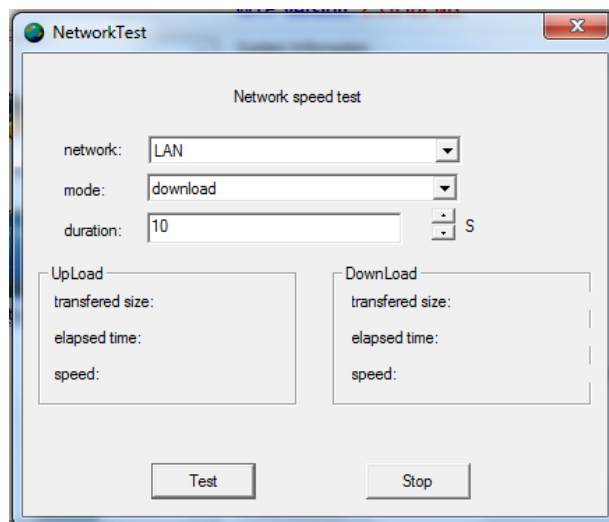 NetworkTest
Network speed test
network: LAN
mode: download
duration: 10 S
UpLoad
transfered size:
elapsed time:
speed:
DownLoad
transfered size:
elapsed time:
speed:
Test Stop